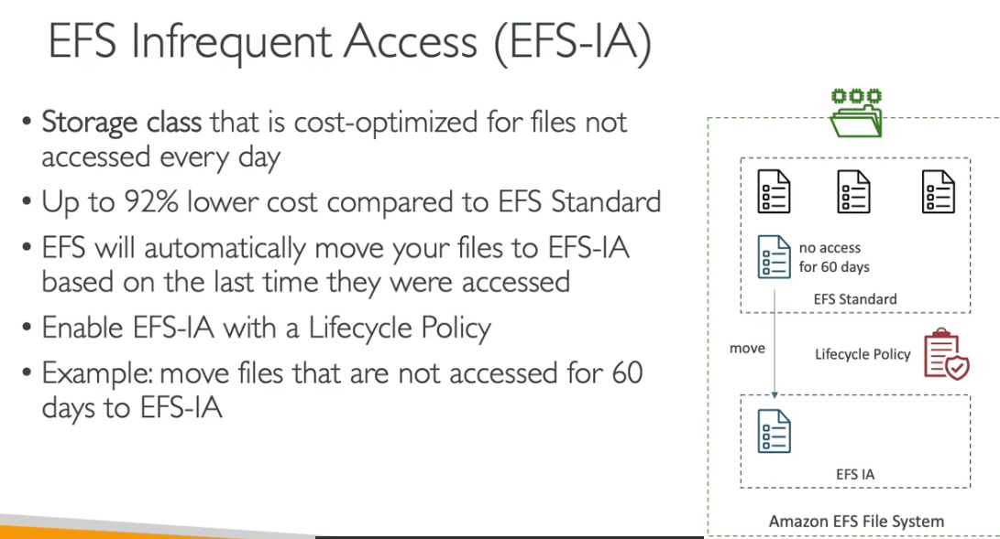 EFS Infrequent Access (EFS-IA)
• Storage class that is cost-optimized for files not
accessed every day
• Up to 92% lower cost compared to EFS Standard
• EFS will automatically move your files to EFS-IA
based on the last time they were accessed
• Enable EFS-IA with a Lifecycle Policy
• Example: move files that are not accessed for 60
days to EFS-IA
no access
for 60 days
EFS Standard
move
Lifecycle Policy
EFS IA
Amazon EFS File System